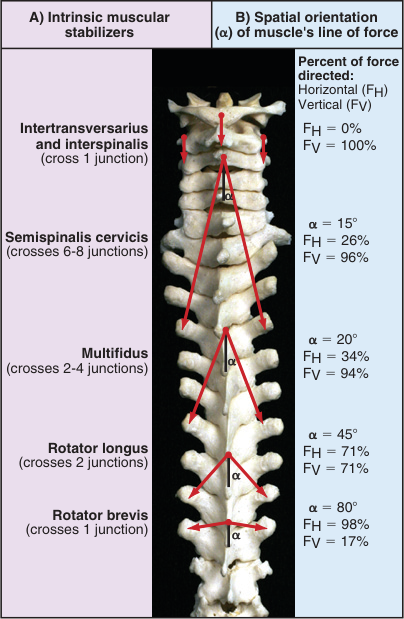 A) Intrinsic muscular
stabilizers
B) Spatial orientation
(α) of muscle's line of force
Percent of force
directed:
Horizontal (FH)
Vertical (FV)
Intertransversarius
and interspinalis
(cross 1 junction)
FH = 0%
FV = 100%
α
Semispinalis cervicis
(crosses 6-8 junctions)
α = 15°
FH = 26%
FV = 96%
Multifidus
(crosses 2-4 junctions)
α
α = 20°
FH = 34%
FV = 94%
Rotator longus
(crosses 2 junctions)
α
α = 45°
FH = 71%
FV = 71%
Rotator brevis
(crosses 1 junction)
α
α = 80°
FH = 98%
FV = 17%